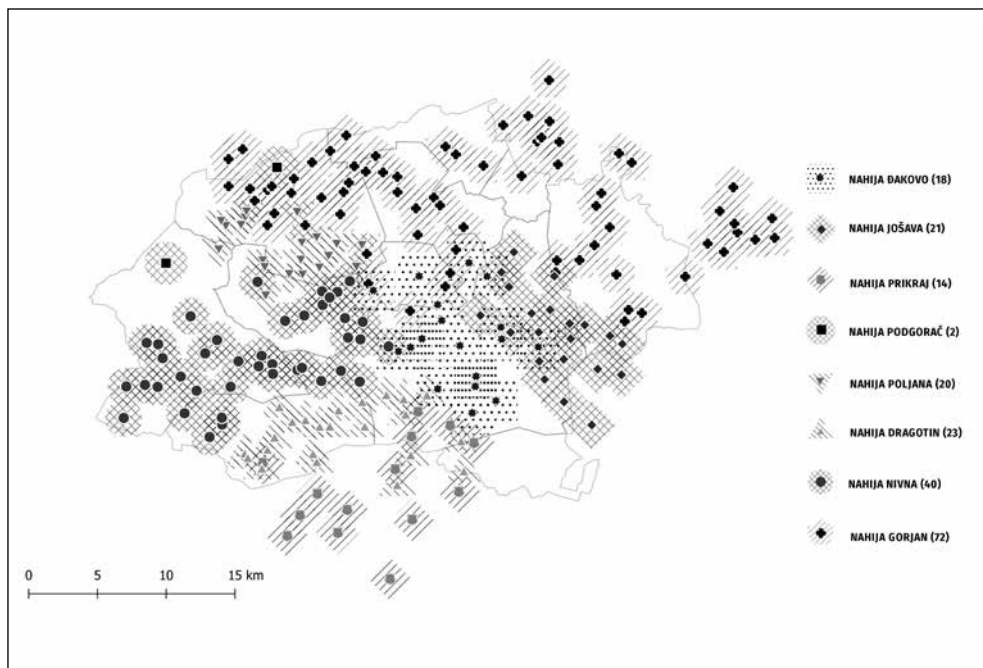 NAHIJA ĐAKOVO (18)
NAHIJA JOŠAVA (21)
NAHIJA PRIKRAJ (14)
NAHIJA PODGORAČ (2)
NAHIJA POLJANA (20)
NAHIJA DRAGOTIN (23)
NAHIJA NIVNA (40)
NAHIJA GORJAN (72)
0 5 10 15 km